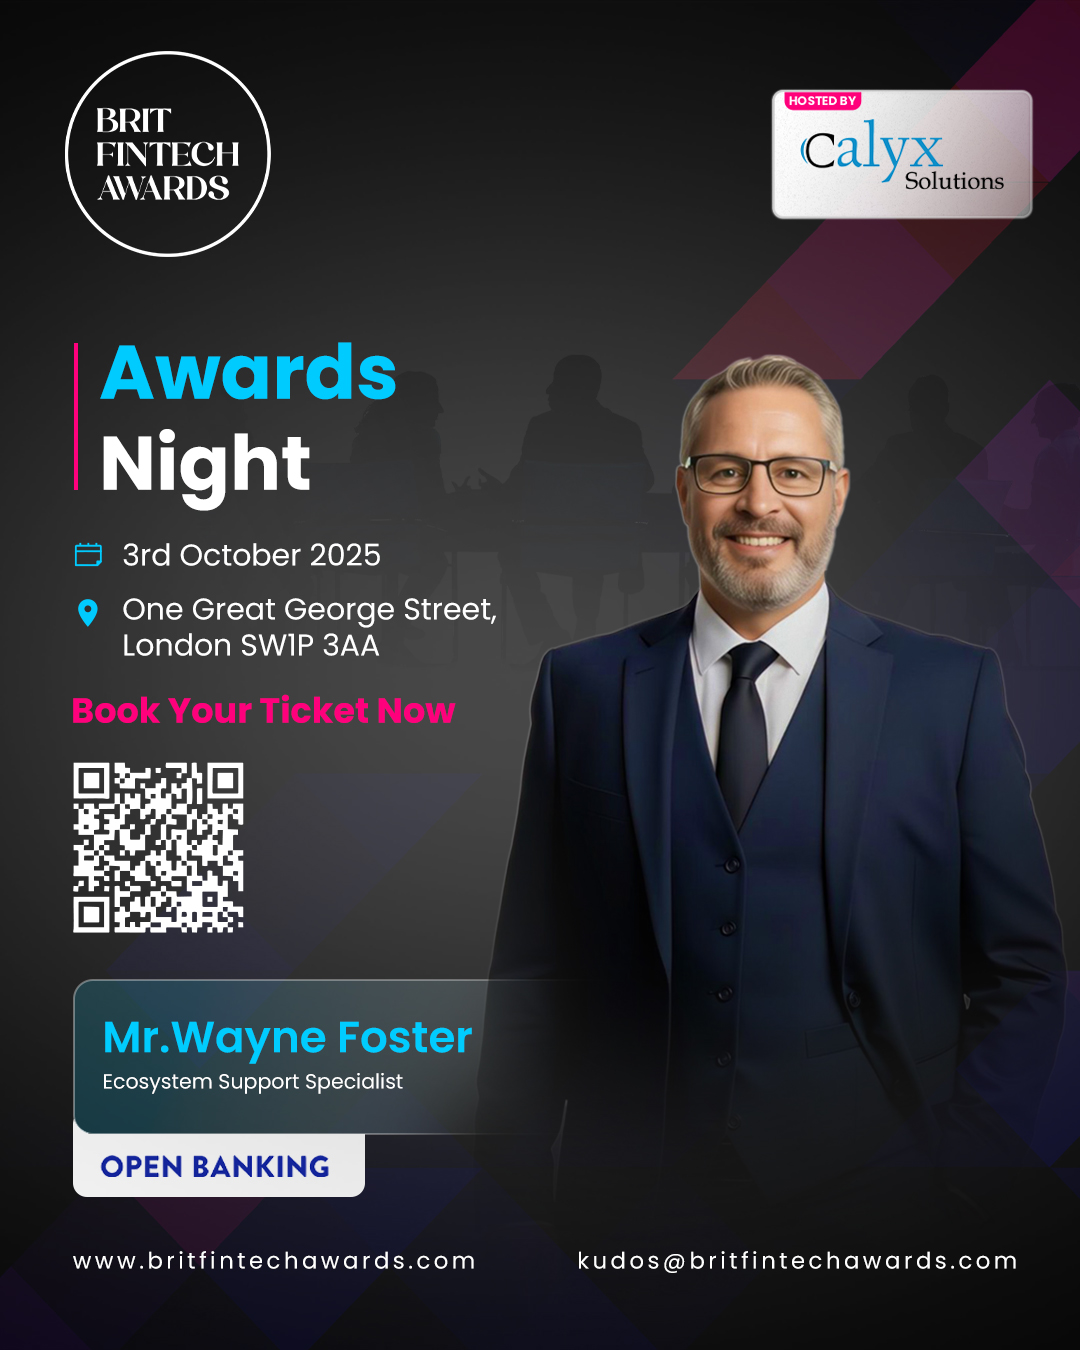 BRIT
FINTECH
AWARDS
HOSTED BY
Calyx
Solutions
Awards
Night
3rd October 2025
One Great George Street,
London SW1P 3AA
Book Your Ticket Now
Mr.Wayne Foster
Ecosystem Support Specialist
OPEN BANKING
www.britfintechawards.com
kudos@britfintechawards.com